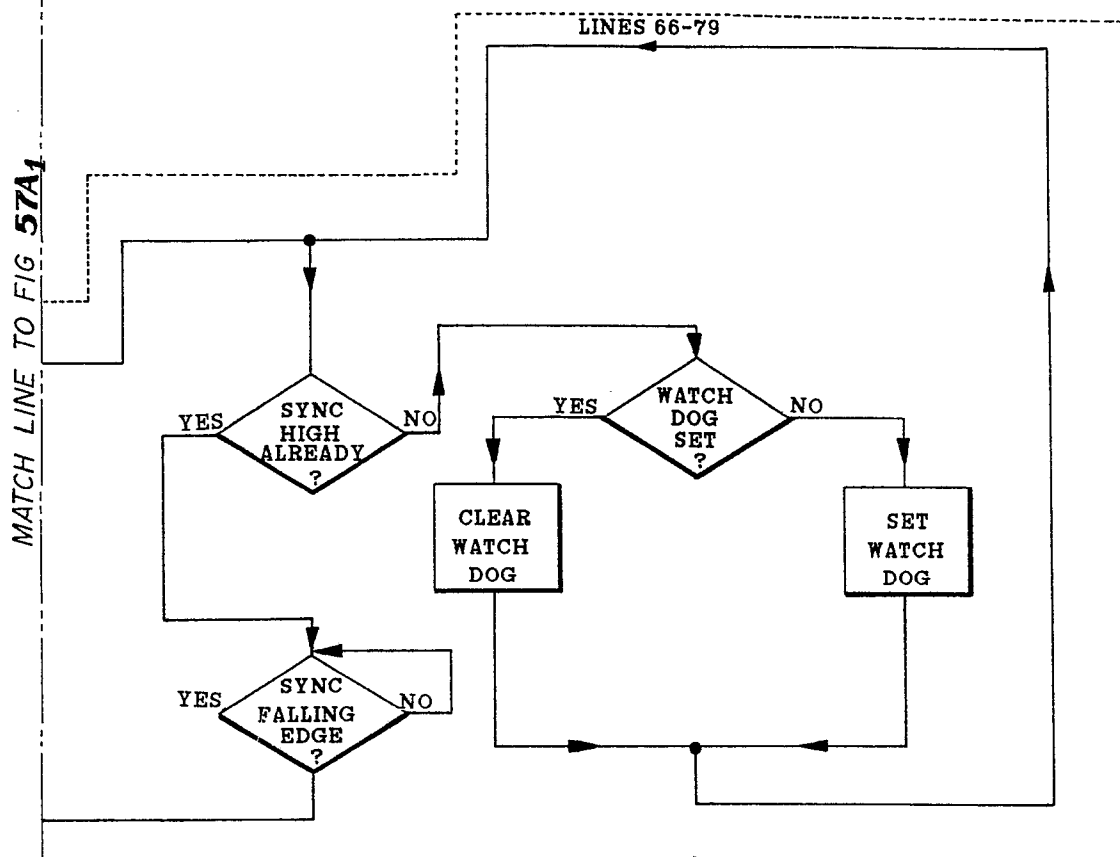 LINES 66-79
MATCH LINE TO FIG 57A1
YES
SYNC
HIGH
ALREADY
?
NO
YES
WATCH
DOG
SET
?
NO
CLEAR
WATCH
DOG
SET
WATCH
DOG
YES
SYNC
FALLING
EDGE
?
NO